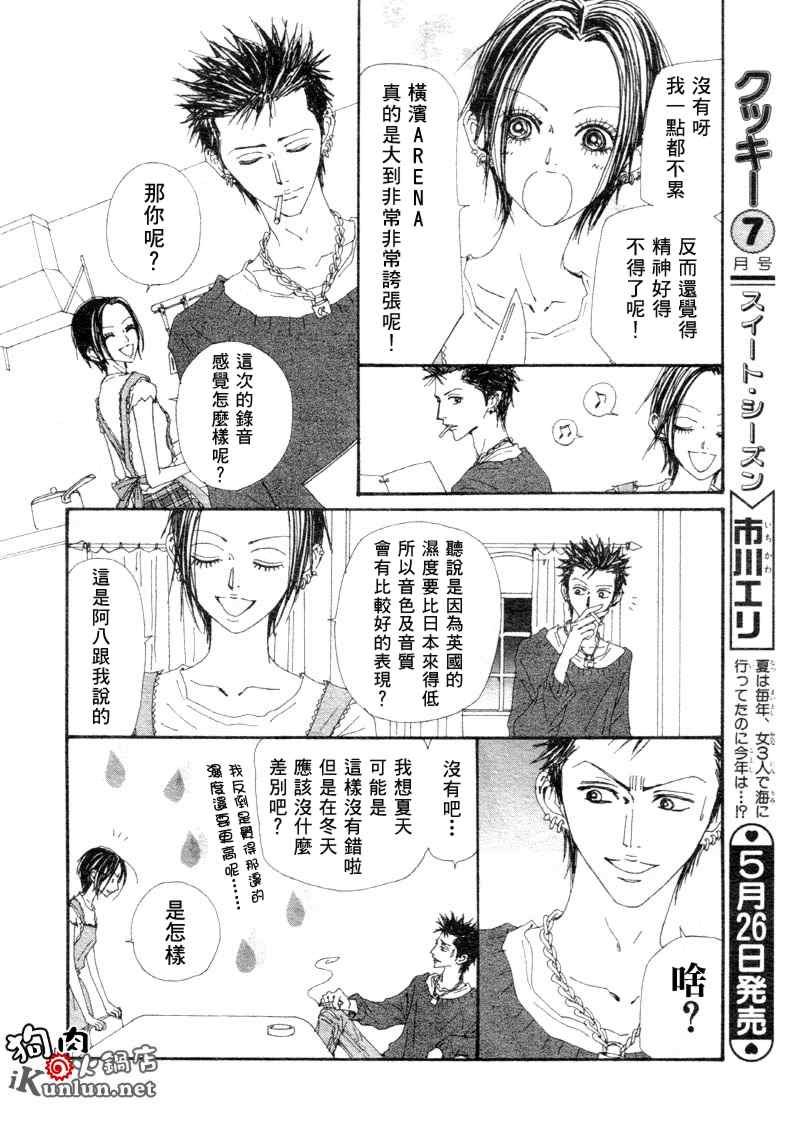 沒有呀
我一點都不累
反而還覺得
精神好得
不得了呢！
橫濱ARENA
真的是大到非常非常誇張呢！
那你呢？
這次的錄音
感覺怎麼樣呢？
聽說是因為英國的
濕度要比日本來得低
所以音色及音質
會有比較好的表現？
這是阿八跟我說的
啥？
沒有吧…
我想夏天
可能是
這樣沒有錯啦
但是在冬天
應該沒什麼
差別吧？
我反倒是覺得那邊的
濕度還要更高呢……
是怎樣
クッキー7
月号
スイート・シーズン
市川エリ
いちかわ
夏は毎年、女3人で海に
行ってたのに今年は…!?
♥5月26日発売♥
狗肉
火鍋店
iKunlun.net